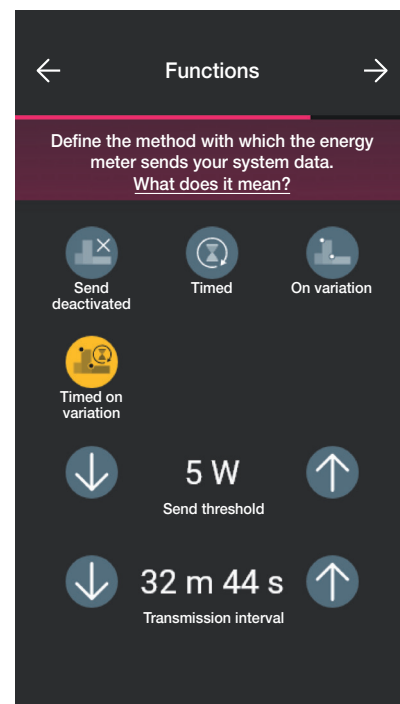 Functions
Define the method with which the energy
meter sends your system data.
What does it mean?
Send
deactivated
Timed
On variation
Timed on
variation
5 W
Send threshold
32 m 44 s
Transmission interval